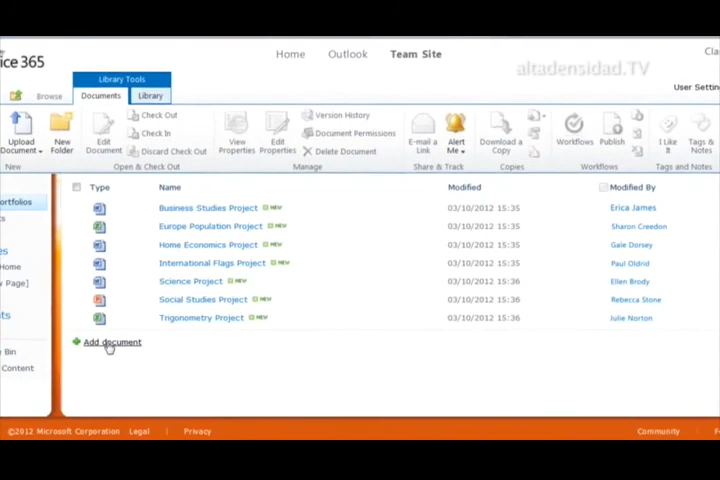 ice 365
Home Outlook Team Site
altadensidad.TV
Library Tools
User Settin
Browse Documents Library
Upload Document New Folder Edit Document Check Out Check In Discard Check Out View Properties Edit Properties Version History Document Permissions Delete Document E-mail a Link Alert Me Download a Copy Workflows Publish I Like It Tags & Notes
New Open & Check Out Manage Share & Track Copies Workflows Tags and Notes
Type Name Modified Modified By
Business Studies Project NEW 03/10/2012 15:35 Erica James
Europe Population Project NEW 03/10/2012 15:35 Sharon Creedon
Home Economics Project NEW 03/10/2012 15:35 Gale Dorsey
International Flags Project NEW 03/10/2012 15:35 Paul Oldrid
Science Project NEW 03/10/2012 15:36 Ellen Brody
Social Studies Project NEW 03/10/2012 15:36 Rebecca Stone
Trigonometry Project NEW 03/10/2012 15:36 Julie Norton
Add document
ortfolios
Home
Page]
Bin
Content
©2012 Microsoft Corporation Legal | Privacy
Community